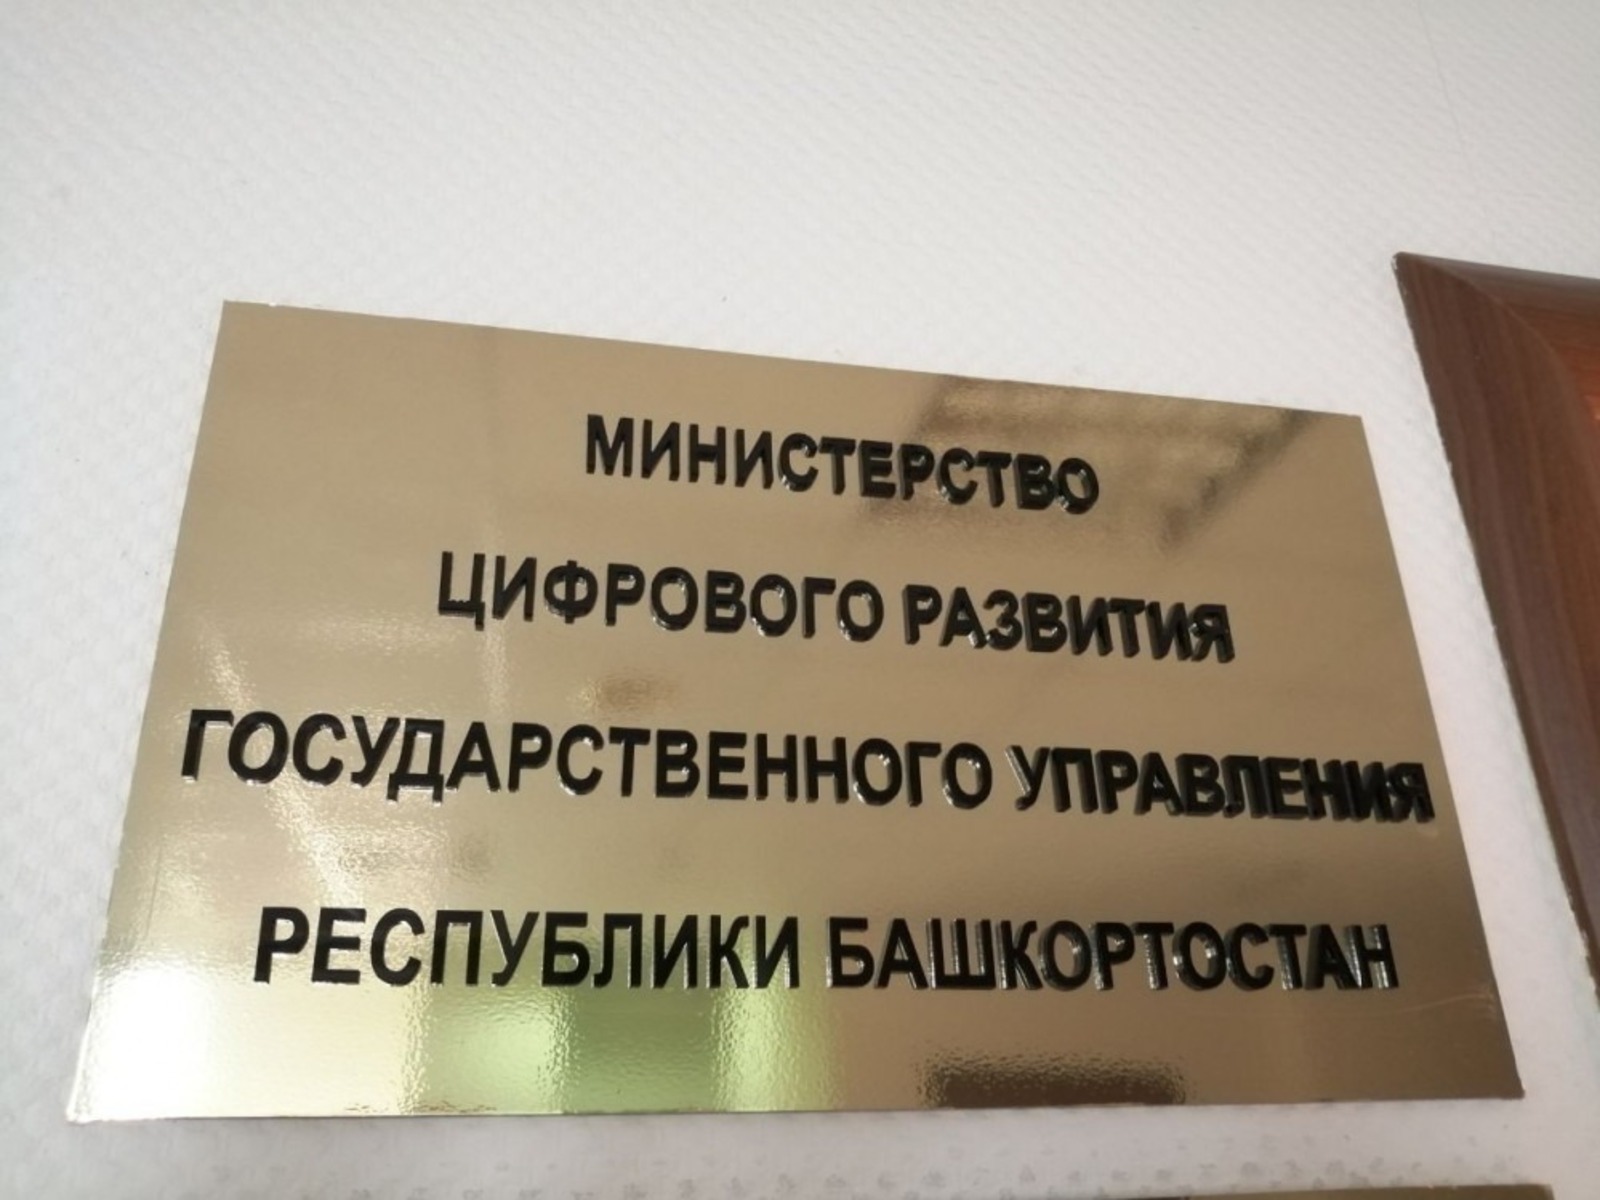 МИНИСТЕРСТВО
ЦИФРОВОГО РАЗВИТИЯ
ГОСУДАРСТВЕННОГО УПРАВЛЕНИЯ
РЕСПУБЛИКИ БАШКОРТОСТАН